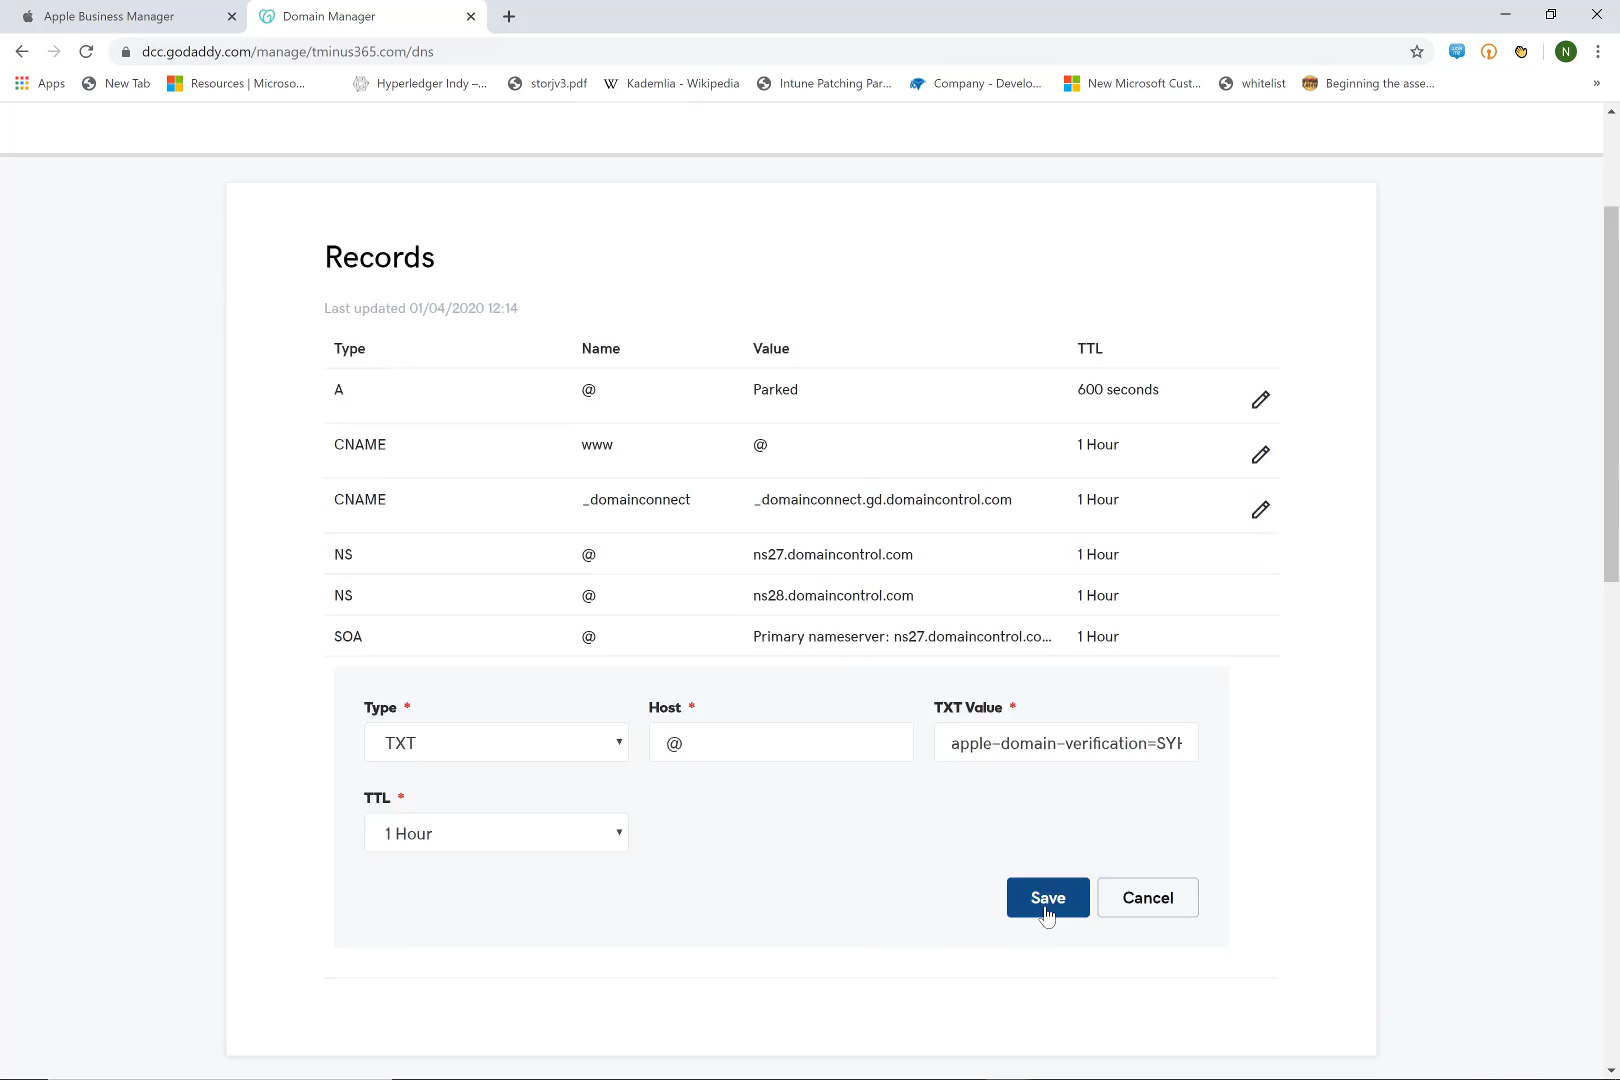 Apple Business Manager
Domain Manager
dcc.godaddy.com/manage/tminus365.com/dns
N
Apps
New Tab
Resources | Microso...
Hyperledger Indy –...
storjv3.pdf
W Kademlia - Wikipedia
Intune Patching Par...
Company - Develo...
New Microsoft Cust...
whitelist
Beginning the asse...
»
Records
Last updated 01/04/2020 12:14
Type Name Value TTL
A @ Parked 600 seconds
CNAME www @ 1 Hour
CNAME _domainconnect _domainconnect.gd.domaincontrol.com 1 Hour
NS @ ns27.domaincontrol.com 1 Hour
NS @ ns28.domaincontrol.com 1 Hour
SOA @ Primary nameserver: ns27.domaincontrol.co... 1 Hour
Type * Host * TXT Value *
TXT @ apple-domain-verification=SYH
TTL *
1 Hour
Save Cancel